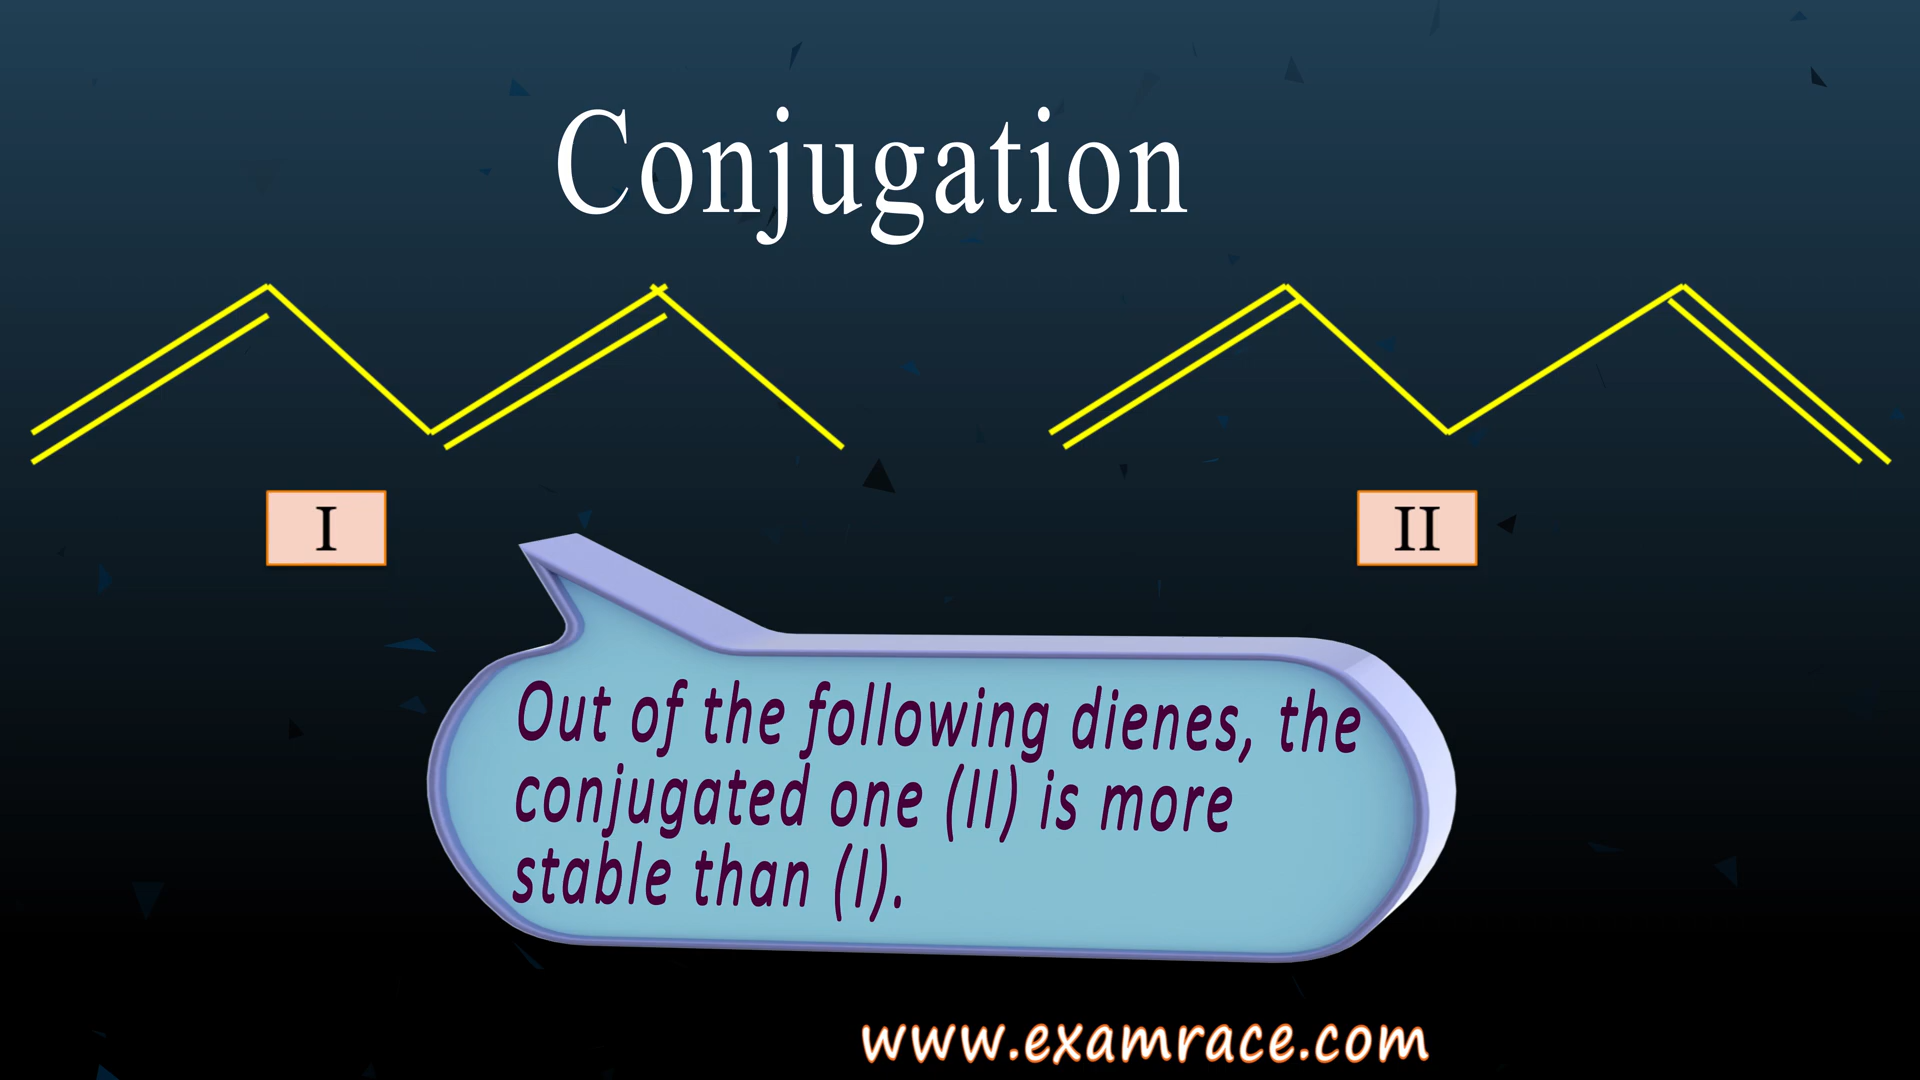 Conjugation
I
II
Out of the following dienes, the
conjugated one (II) is more
stable than (I).
www.examrace.com